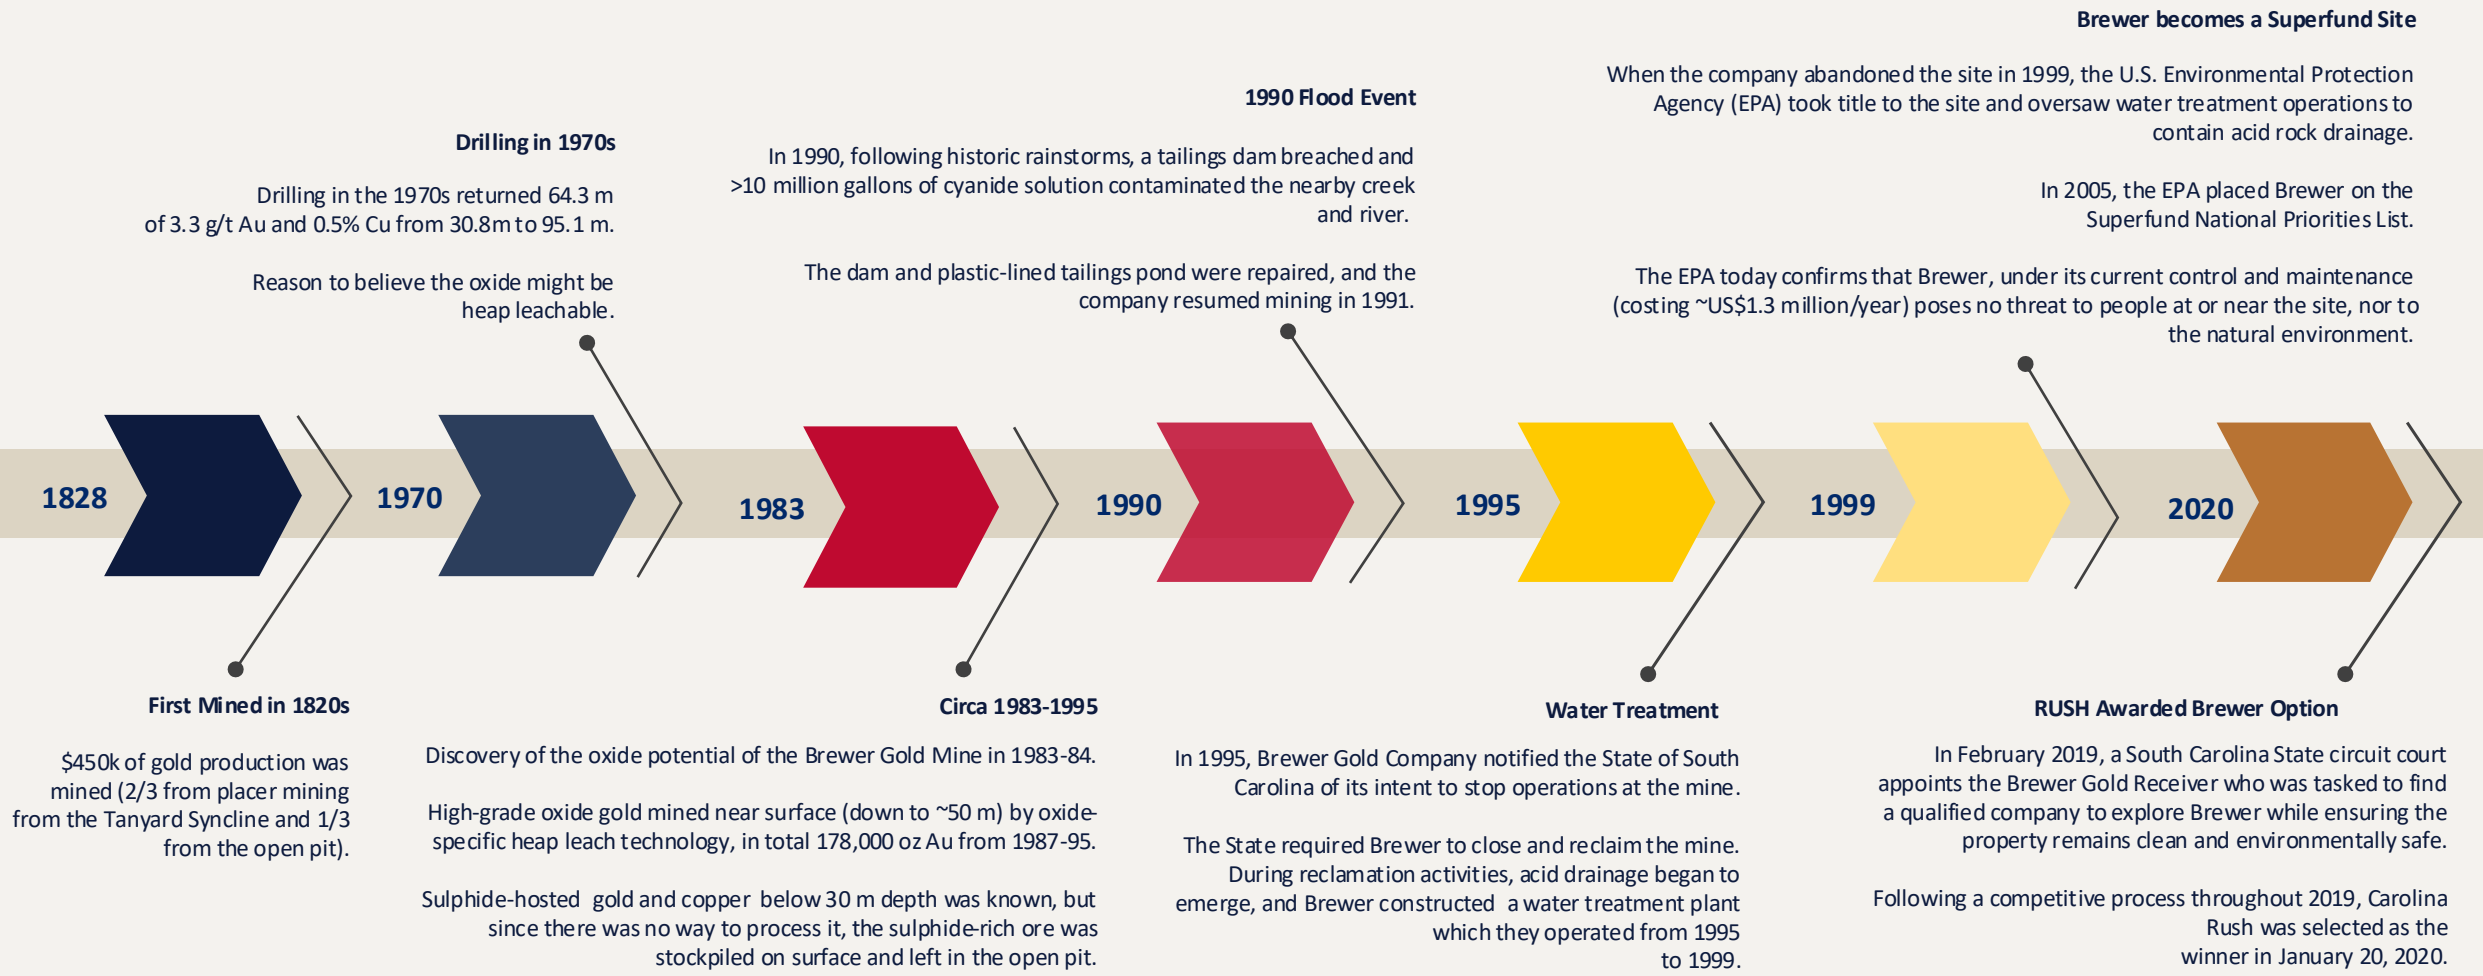 Brewer becomes a Superfund Site
When the company abandoned the site in 1999, the U.S. Environmental Protection
Agency (EPA) took title to the site and oversaw water treatment operations to
contain acid rock drainage.
In 2005, the EPA placed Brewer on the
Superfund National Priorities List.
The EPA today confirms that Brewer, under its current control and maintenance
(costing ~US$1.3 million/year) poses no threat to people at or near the site, nor to
the natural environment.
1990 Flood Event
In 1990, following historic rainstorms, a tailings dam breached and
>10 million gallons of cyanide solution contaminated the nearby creek
and river.
The dam and plastic-lined tailings pond were repaired, and the
company resumed mining in 1991.
Drilling in 1970s
Drilling in the 1970s returned 64.3 m
of 3.3 g/t Au and 0.5% Cu from 30.8m to 95.1 m.
Reason to believe the oxide might be
heap leachable.
1828
1970
1983
1990
1995
1999
2020
First Mined in 1820s
$450k of gold production was
mined (2/3 from placer mining
from the Tanyard Syncline and 1/3
from the open pit).
Circa 1983-1995
Discovery of the oxide potential of the Brewer Gold Mine in 1983-84.
High-grade oxide gold mined near surface (down to ~50 m) by oxide-
specific heap leach technology, in total 178,000 oz Au from 1987-95.
Sulphide-hosted gold and copper below 30 m depth was known, but
since there was no way to process it, the sulphide-rich ore was
stockpiled on surface and left in the open pit.
Water Treatment
In 1995, Brewer Gold Company notified the State of South
Carolina of its intent to stop operations at the mine.
The State required Brewer to close and reclaim the mine.
During reclamation activities, acid drainage began to
emerge, and Brewer constructed a water treatment plant
which they operated from 1995
to 1999.
RUSH Awarded Brewer Option
In February 2019, a South Carolina State circuit court
appoints the Brewer Gold Receiver who was tasked to find
a qualified company to explore Brewer while ensuring the
property remains clean and environmentally safe.
Following a competitive process throughout 2019, Carolina
Rush was selected as the
winner in January 20, 2020.